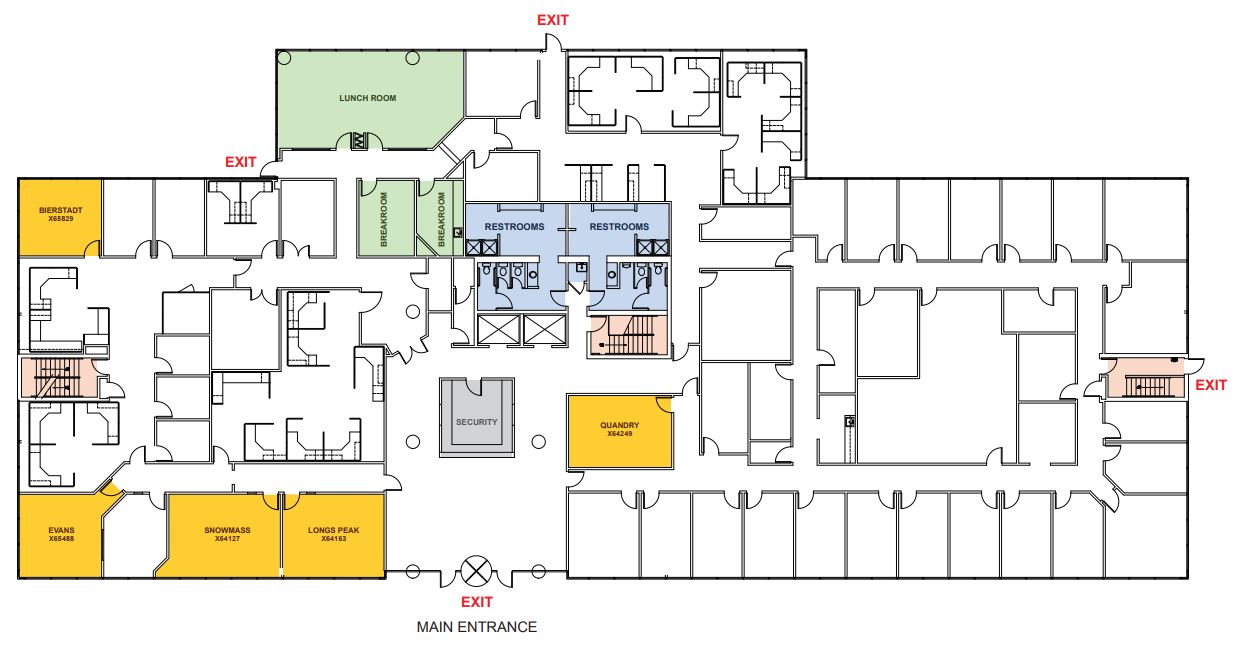 EXIT
LUNCH ROOM
EXIT
BIERSTADT
X65829
BREAKROOM
BREAKROOM
RESTROOMS
RESTROOMS
EXIT
SECURITY
QUANDRY
X64249
EVANS
X65488
SNOWMASS
X64127
LONGS PEAK
X64163
EXIT
MAIN ENTRANCE